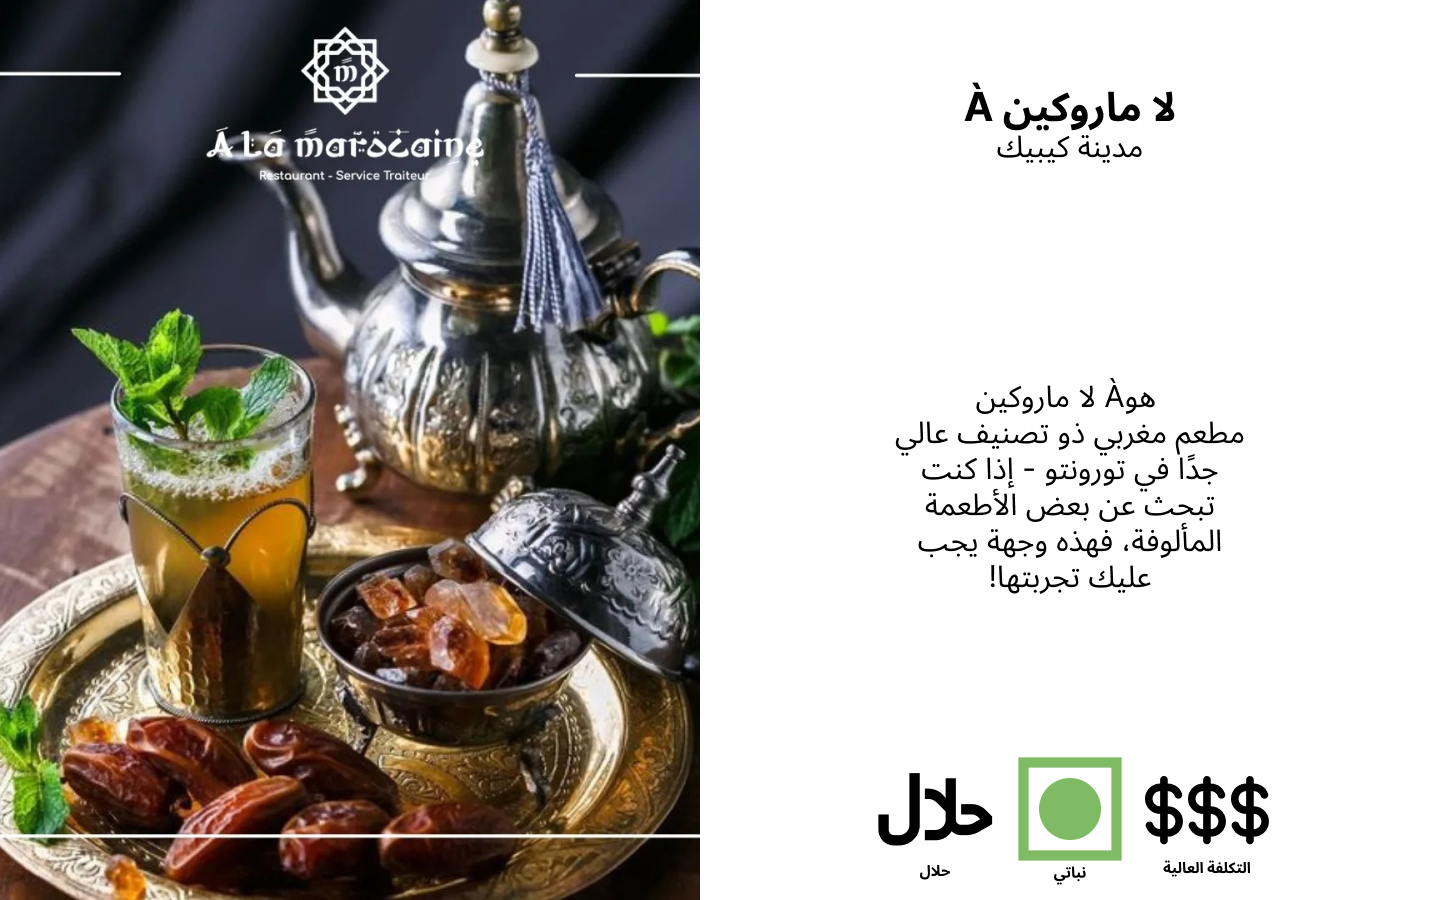 m
À La marocaine
Restaurant - Service Traiteur
À لا ماروكين
مدينة كيبيك
هوÀ لا ماروكين
مطعم مغربي ذو تصنيف عالي
جدًا في تورونتو - إذا كنت
تبحث عن بعض الأطعمة
المألوفة، فهذه وجهة يجب
عليك تجربتها!
حلال
$$$
حلال
نباتي
التكلفة العالية